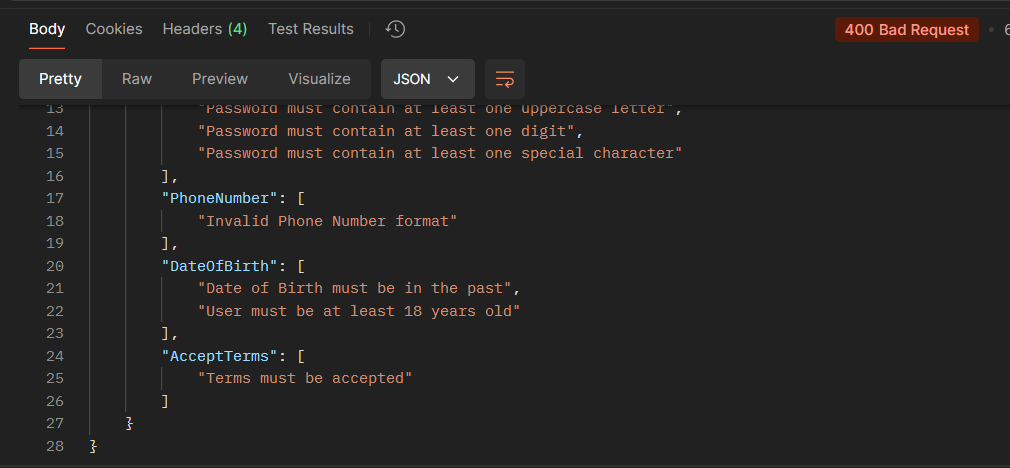 Body Cookies Headers (4) Test Results 400 Bad Request
Pretty Raw Preview Visualize JSON
13 "Password must contain at least one uppercase letter",
14 "Password must contain at least one digit",
15 "Password must contain at least one special character"
16 ],
17 "PhoneNumber": [
18 "Invalid Phone Number format"
19 ],
20 "DateOfBirth": [
21 "Date of Birth must be in the past",
22 "User must be at least 18 years old"
23 ],
24 "AcceptTerms": [
25 "Terms must be accepted"
26 ]
27 }
28 }